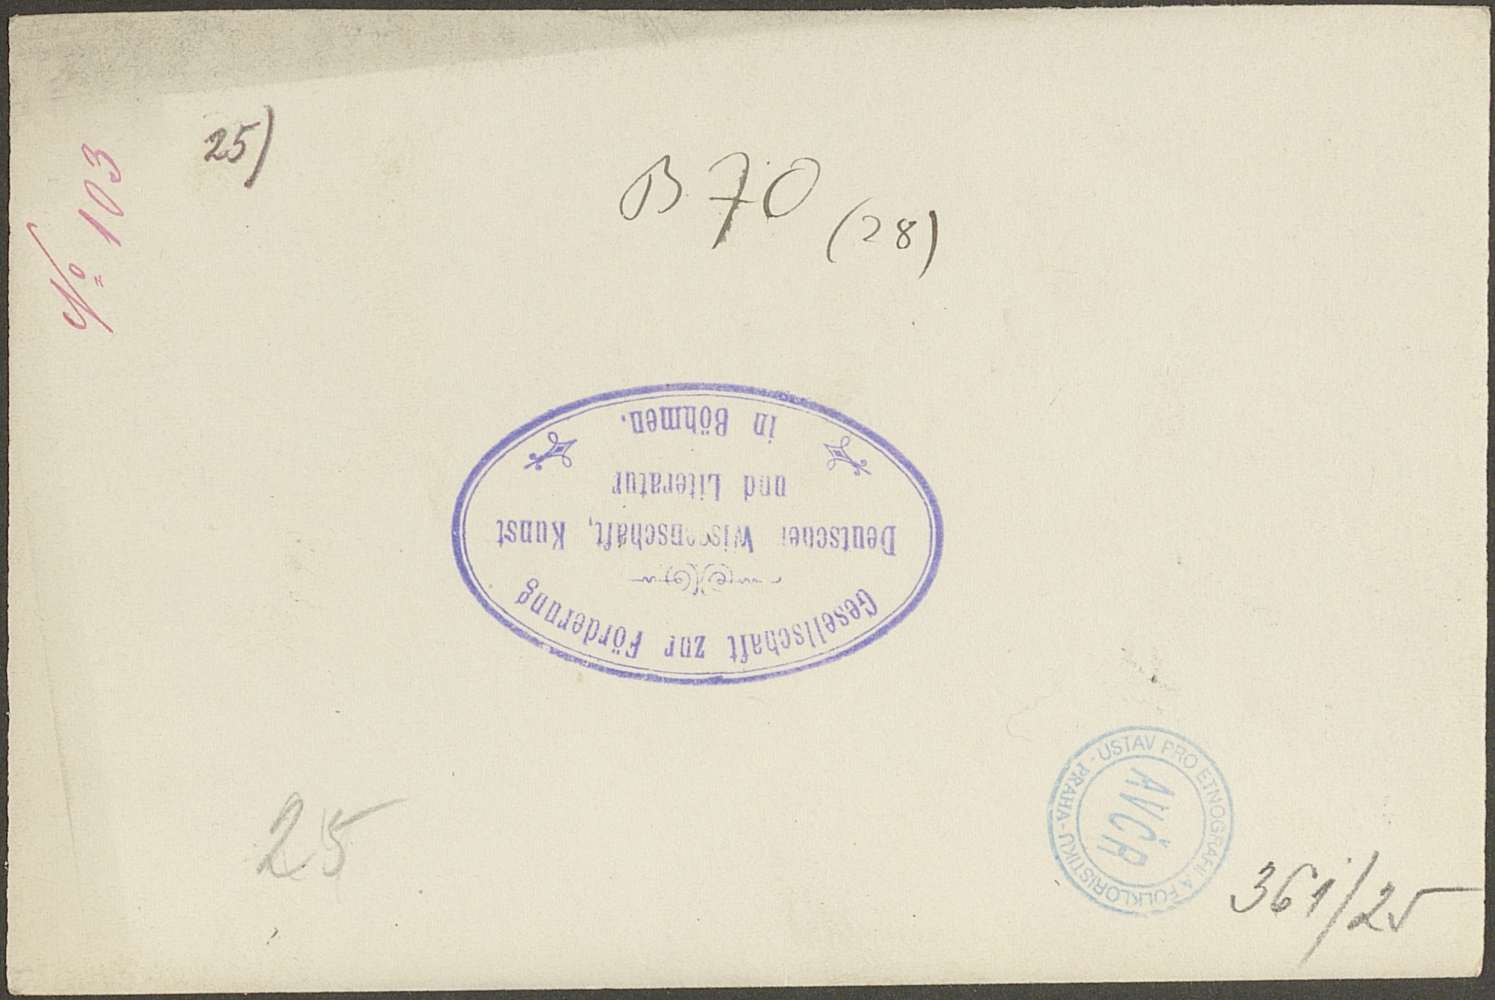 25)
B 70
(28)
№ 103
Gesellschaft zur Förderung
Deutscher Wissenschaft, Kunst
und Literatur
in Böhmen.
25
ÚSTAV PRO ETNOGRAFII A FOLKLORISTIKU - PRAHA -
AVČR
361/25